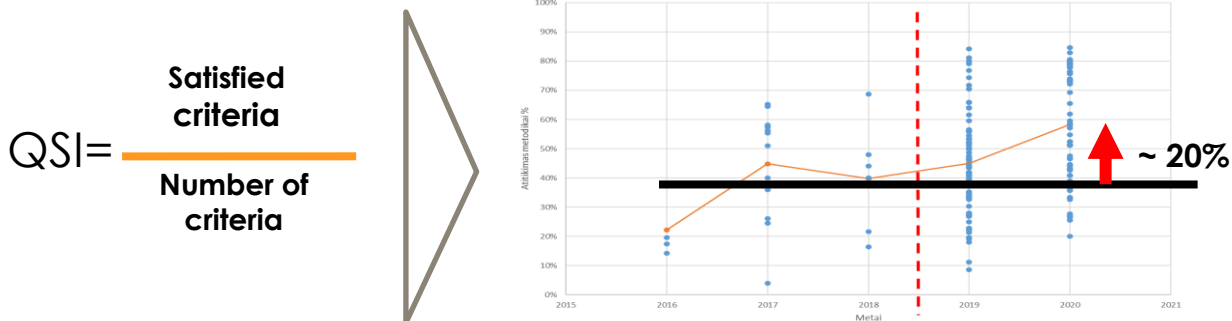 QSI=
Satisfied
criteria
Number of
criteria
100%
90%
80%
70%
60%
50%
40%
30%
20%
10%
0%
Atitikimas metodikai %
2015 2016 2017 2018 2019 2020 2021
Metai
~ 20%